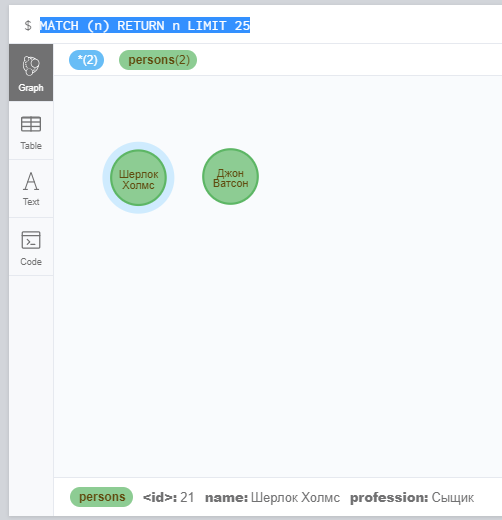 $ MATCH (n) RETURN n LIMIT 25
*(2) persons(2)
Graph
Table
Text
Code
Шерлок
Холмс
Джон
Ватсон
persons <id>: 21 name: Шерлок Холмс profession: Сыщик